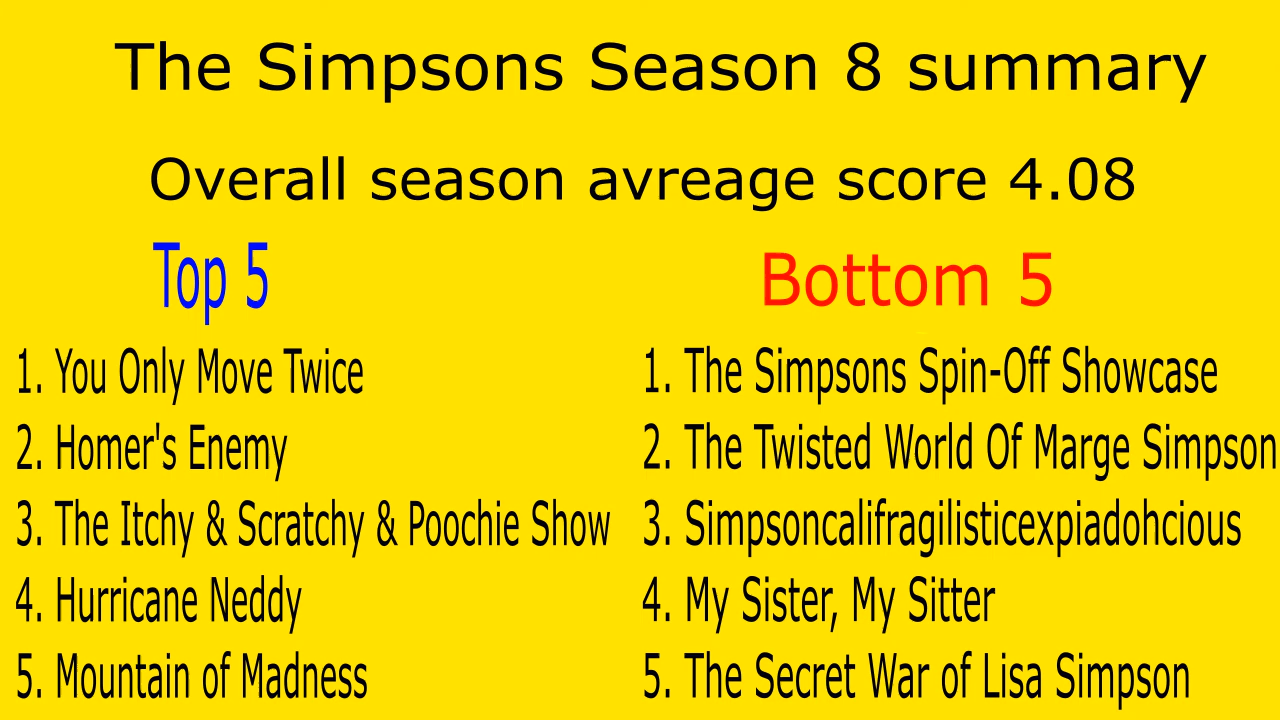 The Simpsons Season 8 summary
Overall season avreage score 4.08
Top 5
1. You Only Move Twice
2. Homer's Enemy
3. The Itchy & Scratchy & Poochie Show
4. Hurricane Neddy
5. Mountain of Madness
Bottom 5
1. The Simpsons Spin-Off Showcase
2. The Twisted World Of Marge Simpson
3. Simpsoncalifragilisticexpiadohcious
4. My Sister, My Sitter
5. The Secret War of Lisa Simpson